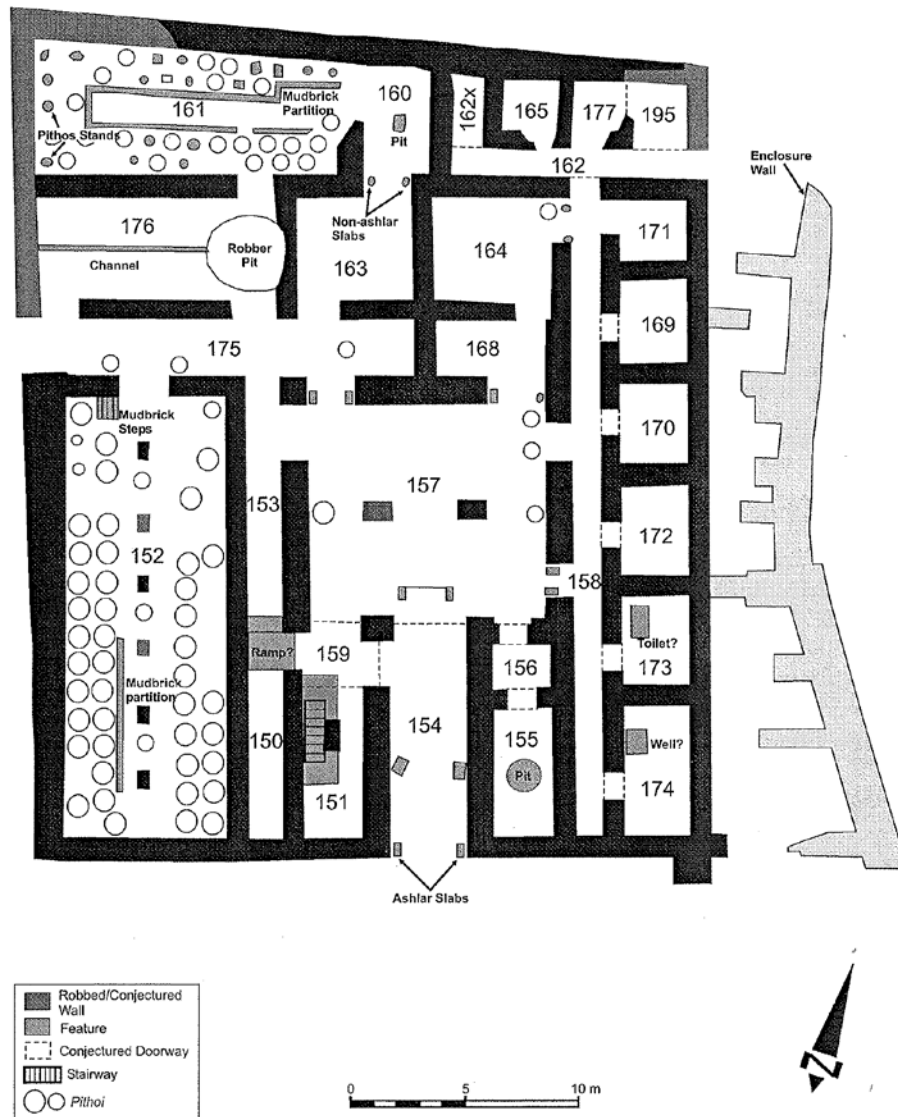 161
Mudbrick
Partition
160
Pit
162x
165
177
195
Pithos Stands
162
Enclosure
Wall
176
Channel
Robber
Pit
Non-ashlar
Slabs
163
164
171
169
175
168
Mudbrick
Steps
170
157
153
152
172
158
Ramp?
159
156
Toilet?
173
Mudbrick
partition
154
150
155
Well?
Pit
151
174
Ashlar Slabs
Robbed/Conjectured
Wall
Feature
Conjectured Doorway
Stairway
Pithoi
0 5 10 m
N